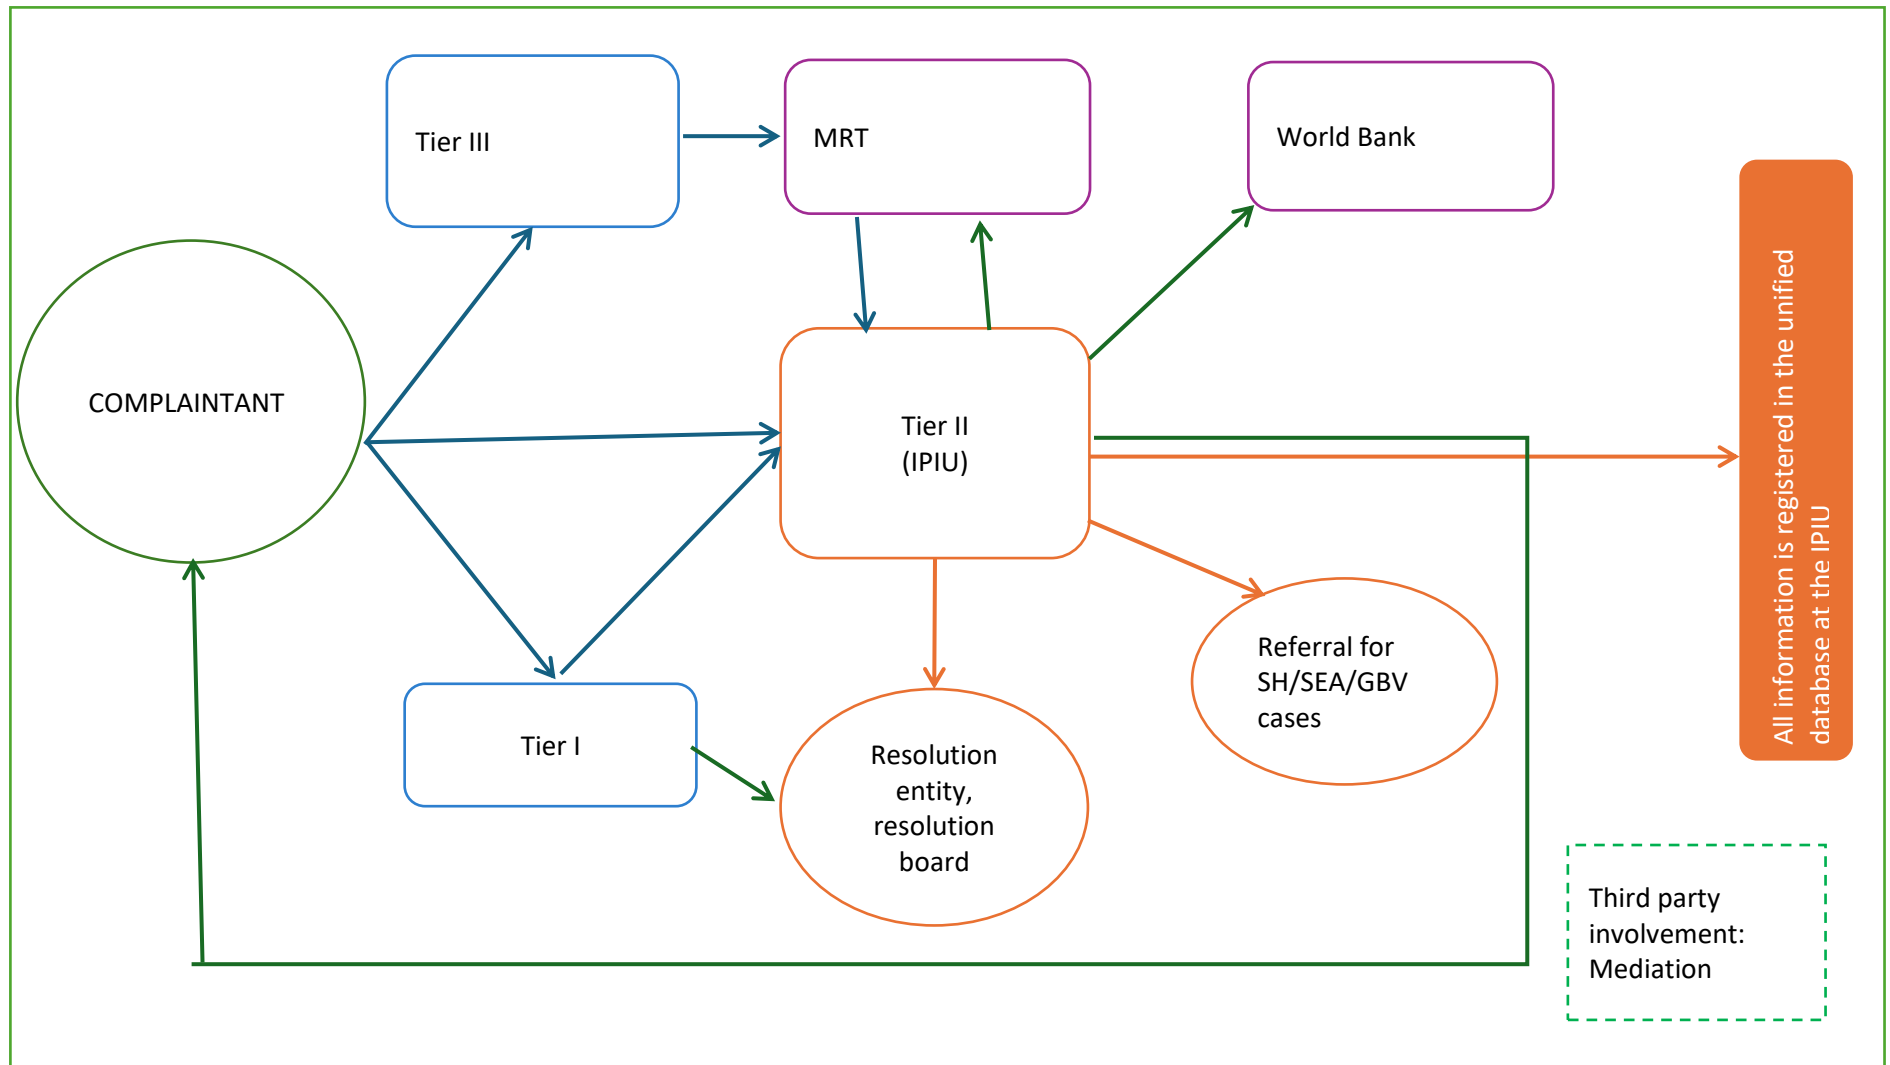 Tier III
MRT
World Bank
COMPLAINTANT
Tier II
(IPIU)
All information is registered in the unified
database at the IPIU
Referral for
SH/SEA/GBV
cases
Tier I
Resolution
entity,
resolution
board
Third party
involvement:
Mediation